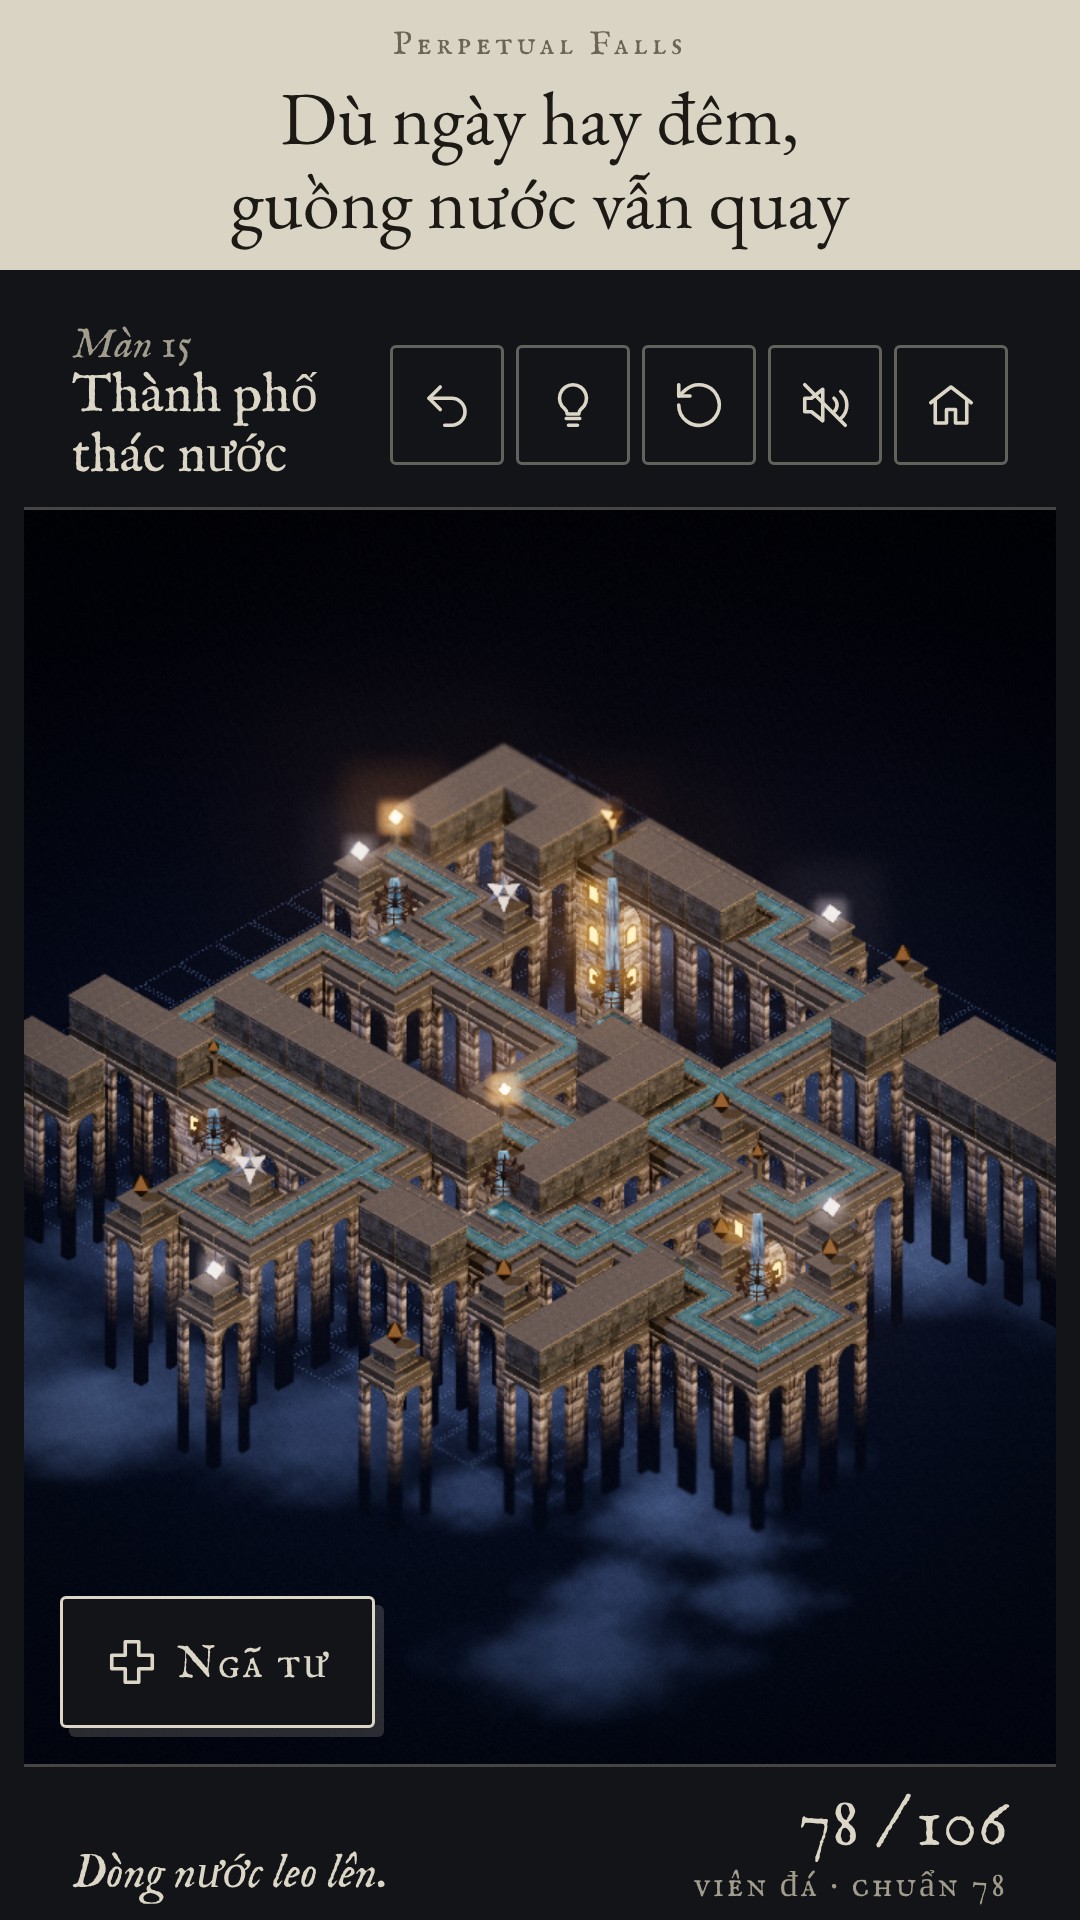 Perpetual Falls
Dù ngày hay đêm,
guồng nước vẫn quay
Màn 15
Thành phố
thác nước
Ngã tư
Dòng nước leo lên.
78 / 106
viên đá · chuẩn 78